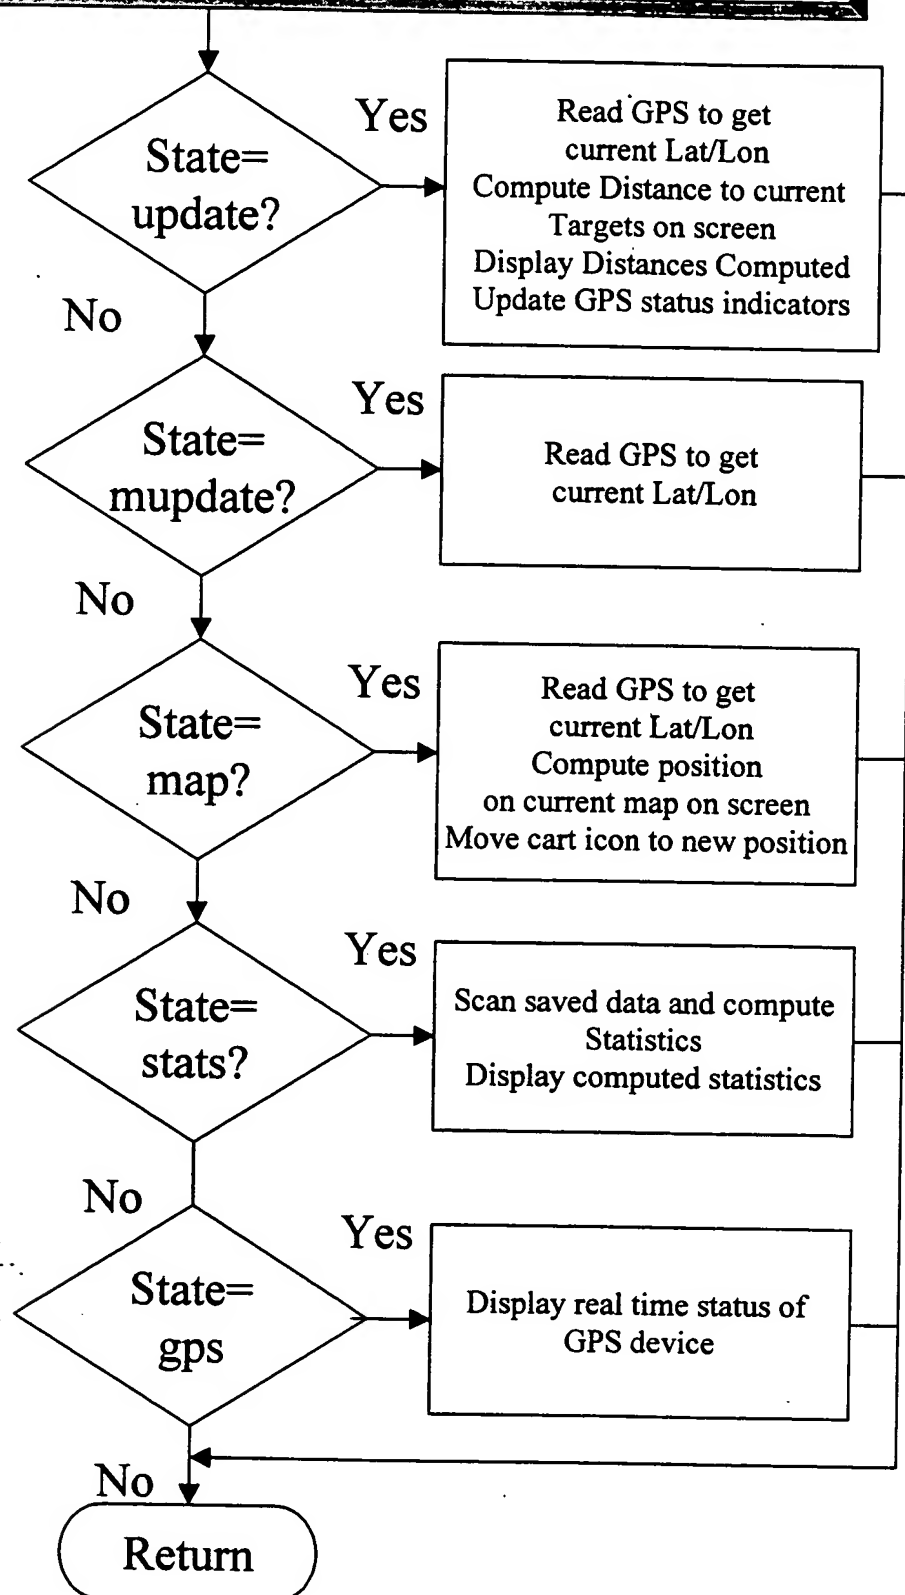 Yes
State=
update?
Read GPS to get
current Lat/Lon
Compute Distance to current
Targets on screen
Display Distances Computed
Update GPS status indicators
No
Yes
State=
mupdate?
Read GPS to get
current Lat/Lon
No
Yes
State=
map?
Read GPS to get
current Lat/Lon
Compute position
on current map on screen
Move cart icon to new position
No
Yes
State=
stats?
Scan saved data and compute
Statistics
Display computed statistics
No
Yes
State=
gps
Display real time status of
GPS device
No
Return